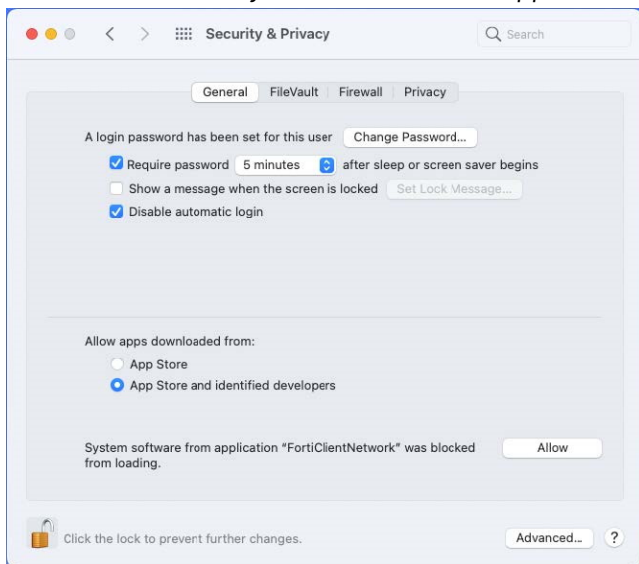 Security & Privacy
Search
General FileVault Firewall Privacy
A login password has been set for this user Change Password...
Require password 5 minutes after sleep or screen saver begins
Show a message when the screen is locked Set Lock Message...
Disable automatic login
Allow apps downloaded from:
App Store
App Store and identified developers
System software from application “FortiClientNetwork” was blocked Allow
from loading.
Click the lock to prevent further changes.
Advanced... ?